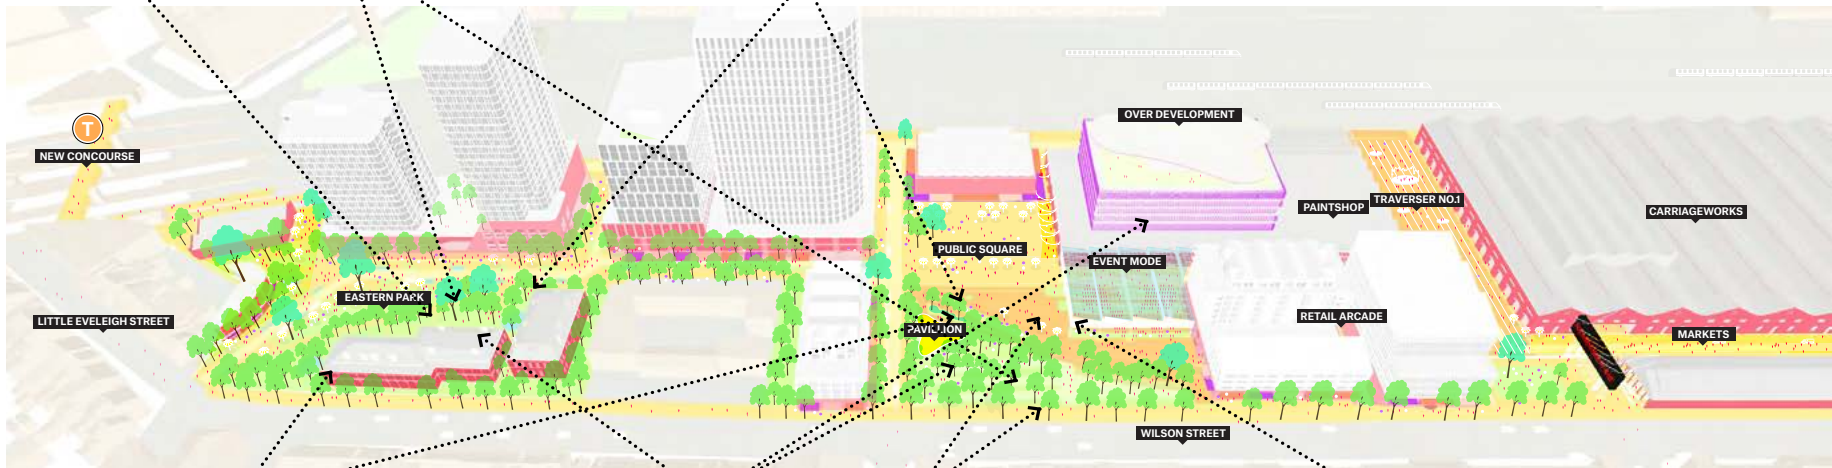 OVER DEVELOPMENT
T
NEW CONCOURSE
TRAVERSER NO.1
PAINTSHOP
CARRIAGEWORKS
PUBLIC SQUARE
EVENT MODE
EASTERN PARK
LITTLE EVELEIGH STREET
RETAIL ARCADE
PAVILLION
MARKETS
WILSON STREET